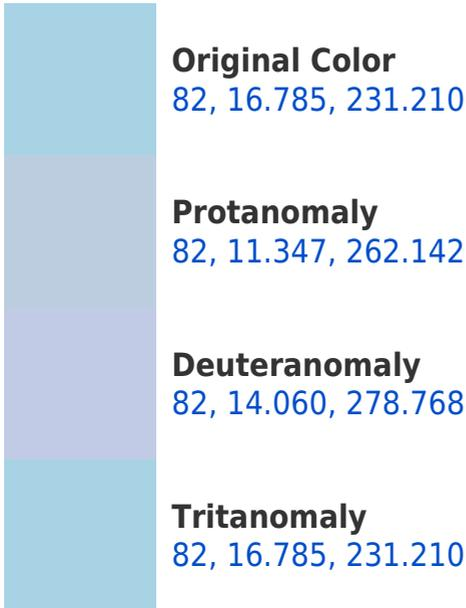 Original Color
82, 16.785, 231.210
Protanomaly
82, 11.347, 262.142
Deuteranomaly
82, 14.060, 278.768
Tritanomaly
82, 16.785, 231.210